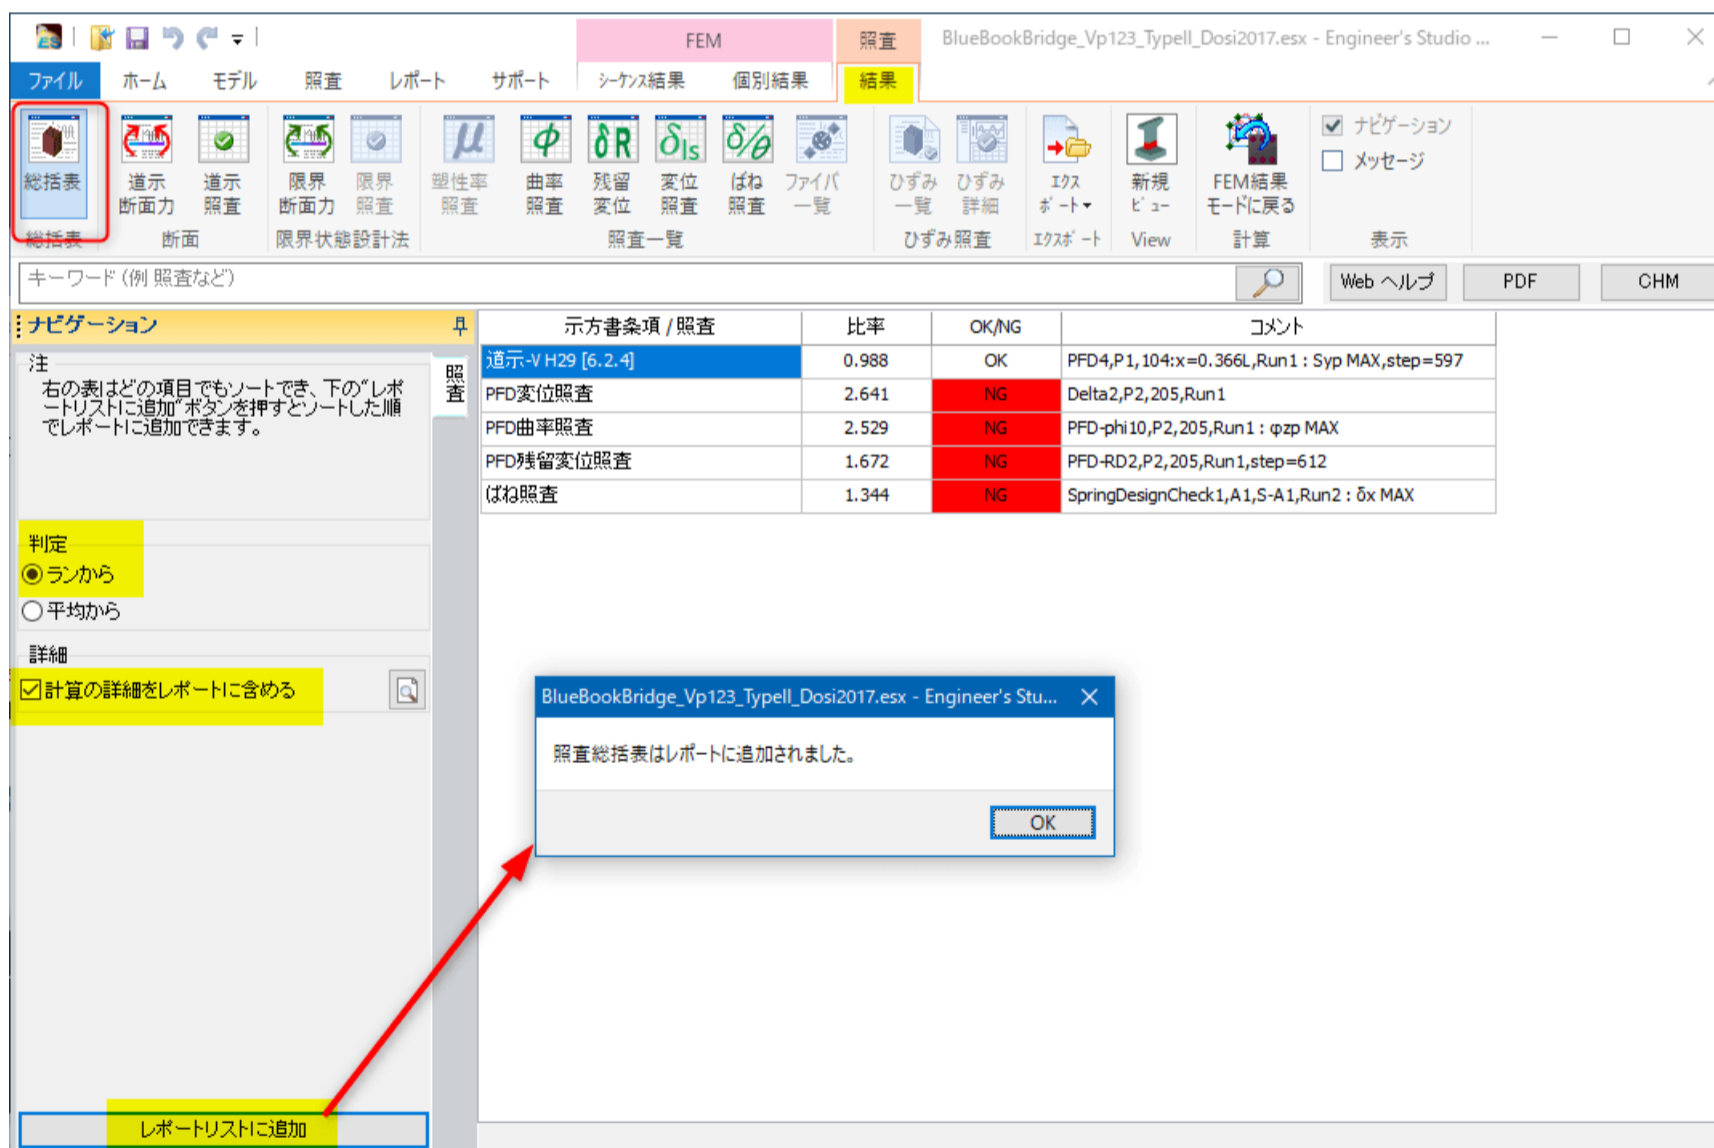 FEM
照査
BlueBookBridge_Vp123_TypeII_Dosi2017.esx - Engineer's Studio ...
ファイル
ホーム
モデル
照査
レポート
サポート
シーケンス結果
個別結果
結果
総括表
道示
断面力
道示
照査
限界
断面力
限界
照査
塑性率
照査
曲率
照査
残留
変位
変位
照査
ばね
照査
ファイバ
一覧
ひずみ
一覧
ひずみ
詳細
エクス
ポート
新規
ビュー
FEM結果
モードに戻る
ナビゲーション
メッセージ
総括表
断面
限界状態設計法
照査一覧
ひずみ照査
エクスポート
View
計算
表示
キーワード (例 照査など)
Web ヘルプ
PDF
CHM
ナビゲーション
照査
注
右の表はどの項目でもソートでき、下の"レポ
ートリストに追加"ボタンを押すとソートした順
でレポートに追加できます。
判定
ランから
平均から
詳細
計算の詳細をレポートに含める
レポートリストに追加
示方書条項 / 照査 比率 OK/NG コメント
道示-V H29 [6.2.4] 0.988 OK PFD4,P1,104:x=0.366L,Run1 : Syp MAX,step=597
PFD変位照査 2.641 NG Delta2,P2,205,Run1
PFD曲率照査 2.529 NG PFD-phi10,P2,205,Run1 : φzp MAX
PFD残留変位照査 1.672 NG PFD-RD2,P2,205,Run1,step=612
ばね照査 1.344 NG SpringDesignCheck1,A1,S-A1,Run2 : δx MAX
BlueBookBridge_Vp123_TypeII_Dosi2017.esx - Engineer's Stu...
照査総括表はレポートに追加されました。
OK